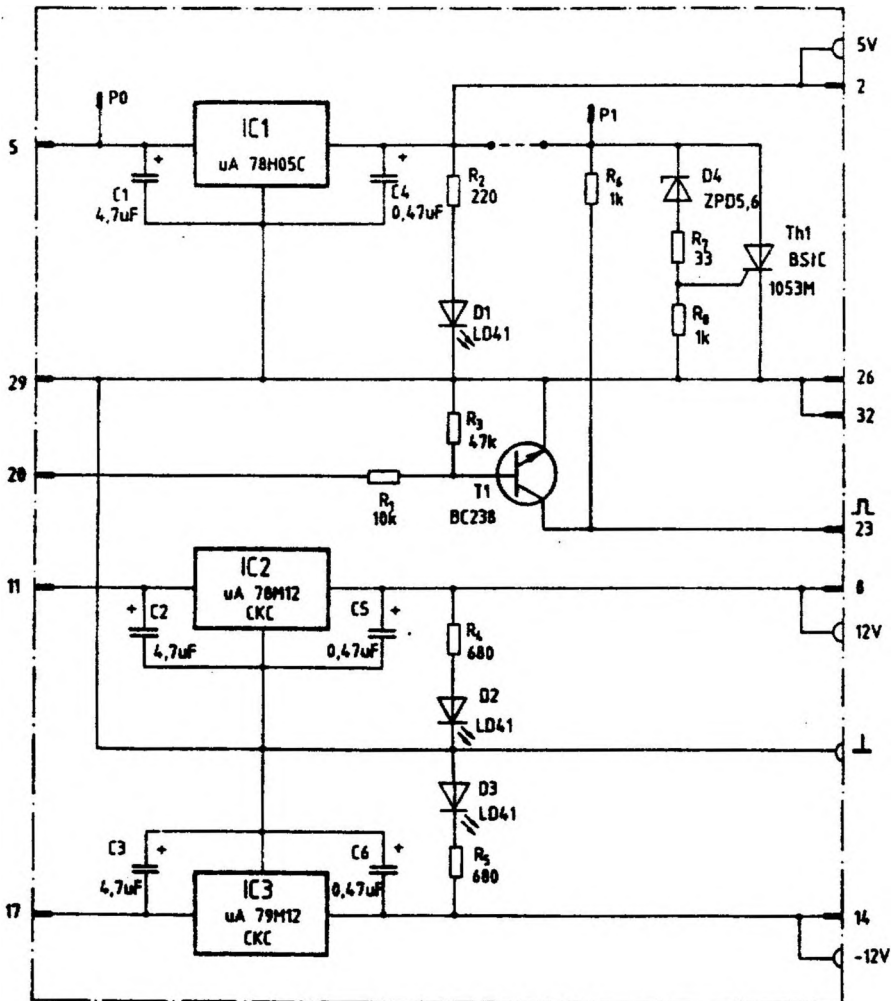 5V
2
P0
P1
5
IC1
uA 78H05C
+
C1
4,7uF
+
C4
0,47uF
R2
220
R6
1k
D4
ZPD5,6
R7
33
Th1
1053M
R8
1k
D1
LD41
29
26
32
R3
47k
20
R1
10k
T1
BC238
23
11
IC2
uA 78M12
CKC
+
C2
4,7uF
C5
+
0,47uF
R4
680
12V
D2
LD41
D3
LD41
C3
+
4,7uF
C6
+
0,47uF
R5
680
17
IC3
uA 79M12
CKC
14
-12V